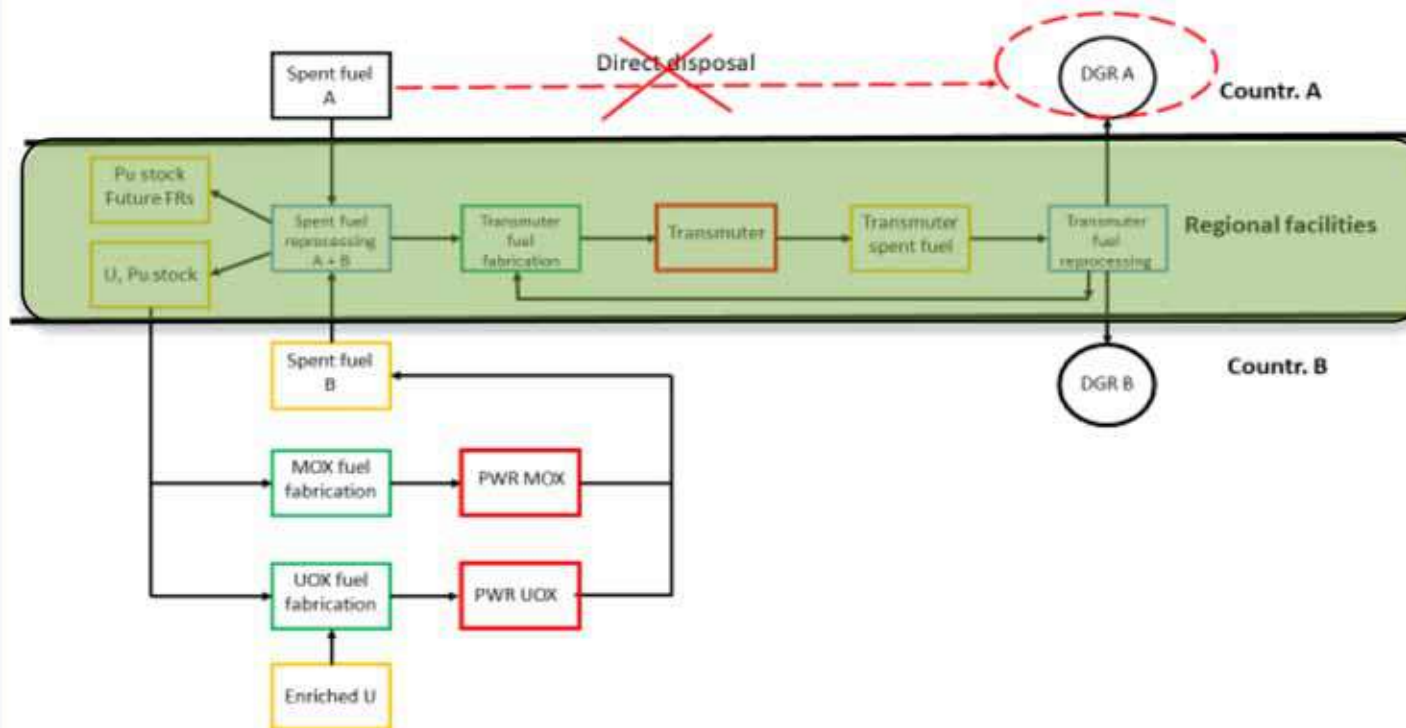 Spent fuel
A
Direct disposal
DGR A
Countr. A
Pu stock
Future FRs
Spent fuel
reprocessing
A + B
Transmuter
fuel
fabrication
Transmuter
Transmuter
spent fuel
Transmuter
fuel
reprocessing
Regional facilities
U, Pu stock
Spent fuel
B
DGR B
Countr. B
MOX fuel
fabrication
PWR MOX
UOX fuel
fabrication
PWR UOX
Enriched U